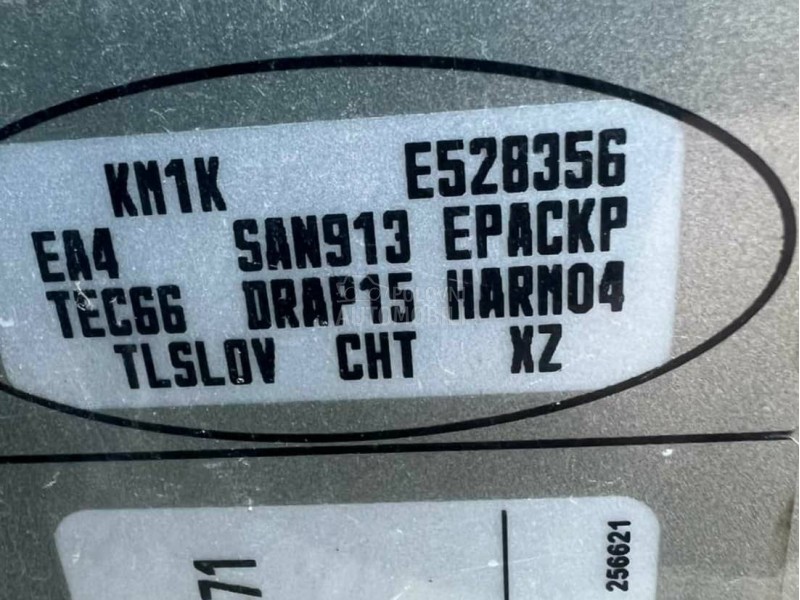 KM1K E528356
EA4 SAN913 EPACKP
TEC66 DRAP15 HARM04
TLSLOV CHT XZ
71
256621